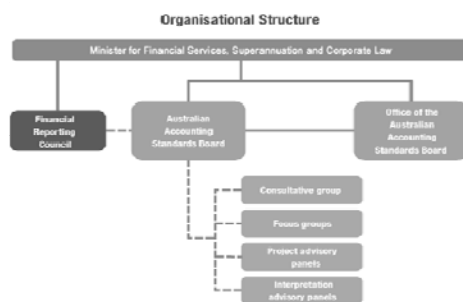 Organisational Structure
Minister for Financial Services, Superannuation and Corporate Law
Financial
Reporting
Council
Australian
Accounting
Standards Board
Office of the
Australian
Accounting
Standards Board
Consultative group
Focus groups
Project advisory
panels
Interpretation
advisory panels